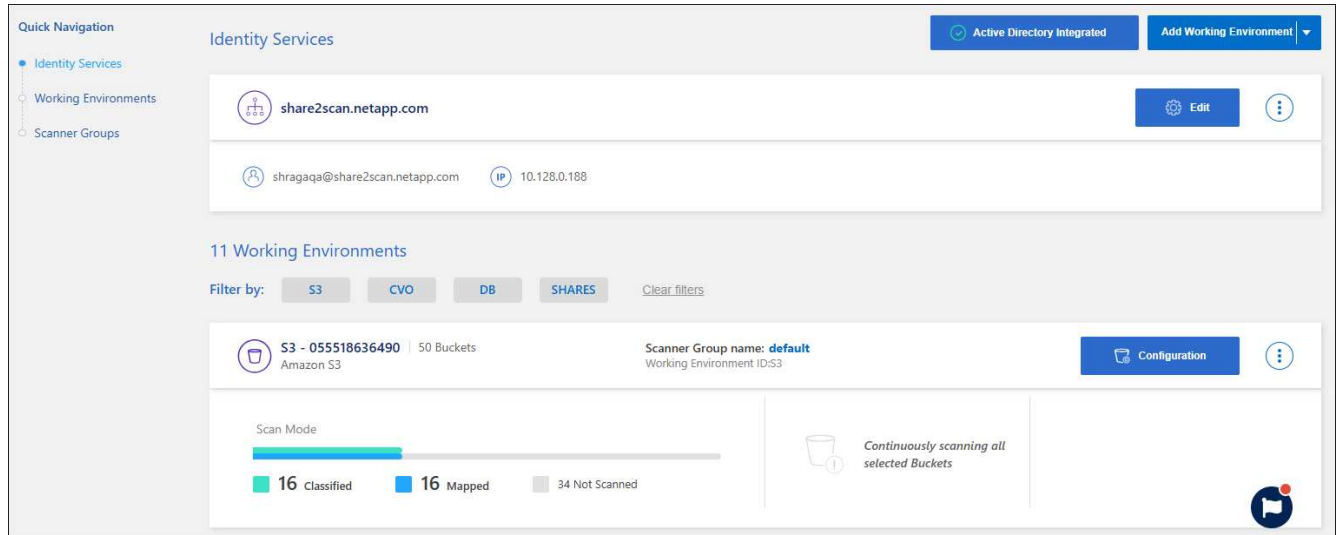 Quick Navigation
Identity Services
Working Environments
Scanner Groups
Identity Services
Active Directory Integrated
Add Working Environment
share2scan.netapp.com
Edit
shragaqa@share2scan.netapp.com
IP 10.128.0.188
11 Working Environments
Filter by: S3 CVO DB SHARES Clear filters
S3 - 055518636490 50 Buckets
Amazon S3
Scanner Group name: default
Working Environment ID:S3
Configuration
Scan Mode
16 Classified 16 Mapped 34 Not Scanned
Continuously scanning all
selected Buckets